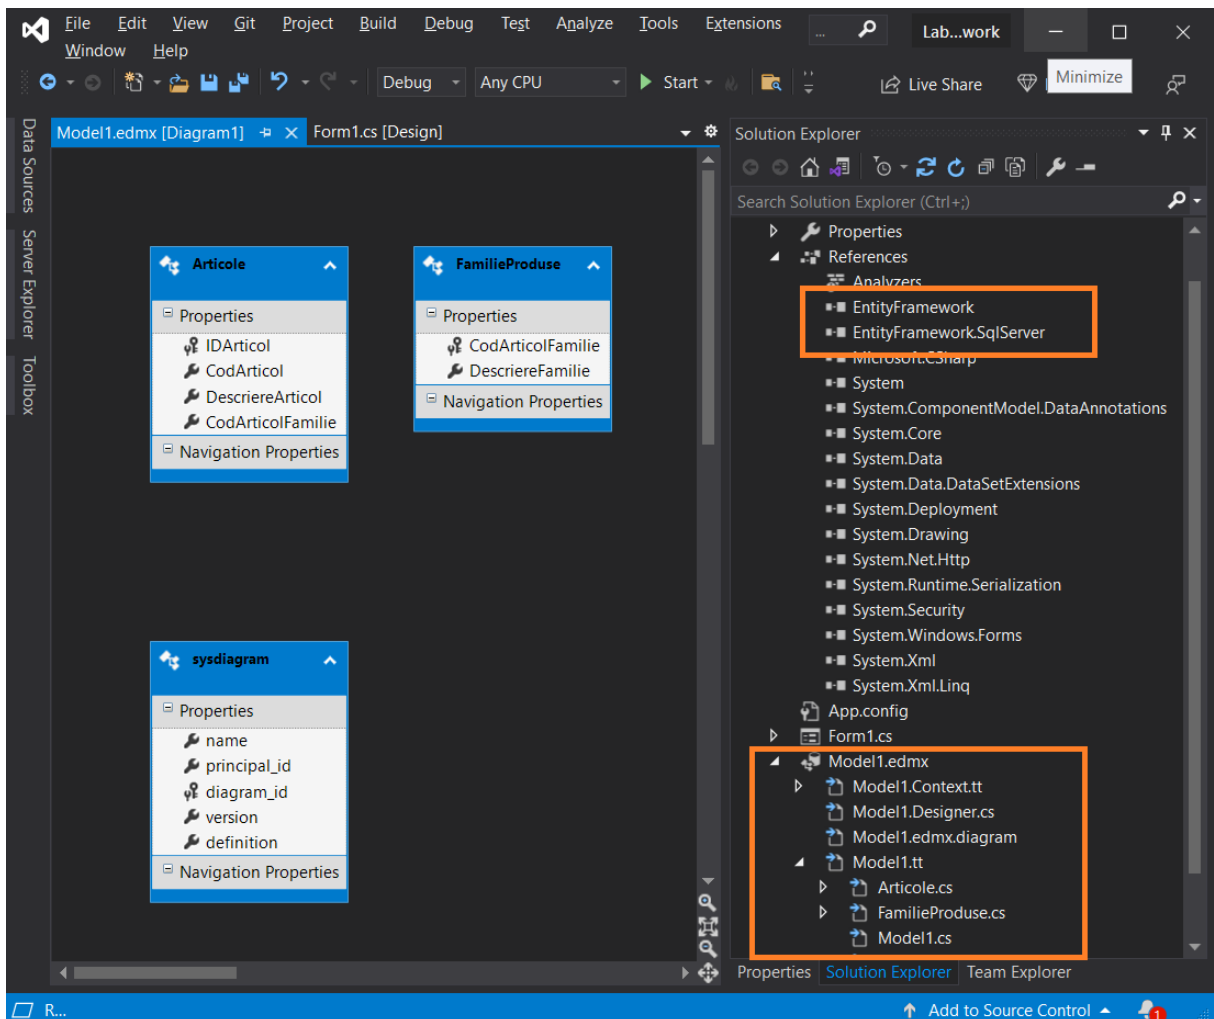 File Edit View Git Project Build Debug Test Analyze Tools Extensions ... Lab...work
Window Help
Debug Any CPU Start Live Share Minimize
Model1.edmx [Diagram1] Form1.cs [Design]
Data Sources
Server Explorer
Toolbox
Articole
Properties
IDArticol
CodArticol
DescriereArticol
CodArticolFamilie
Navigation Properties
FamilieProduse
Properties
CodArticolFamilie
DescriereFamilie
Navigation Properties
sysdiagram
Properties
name
principal_id
diagram_id
version
definition
Navigation Properties
Solution Explorer
Search Solution Explorer (Ctrl+;)
Properties
References
Analyzers
EntityFramework
EntityFramework.SqlServer
Microsoft.CSharp
System
System.ComponentModel.DataAnnotations
System.Core
System.Data
System.Data.DataSetExtensions
System.Deployment
System.Drawing
System.Net.Http
System.Runtime.Serialization
System.Security
System.Windows.Forms
System.Xml
System.Xml.Linq
App.config
Form1.cs
Model1.edmx
Model1.Context.tt
Model1.Designer.cs
Model1.edmx.diagram
Model1.tt
Articole.cs
FamilieProduse.cs
Model1.cs
Properties Solution Explorer Team Explorer
R... Add to Source Control 1